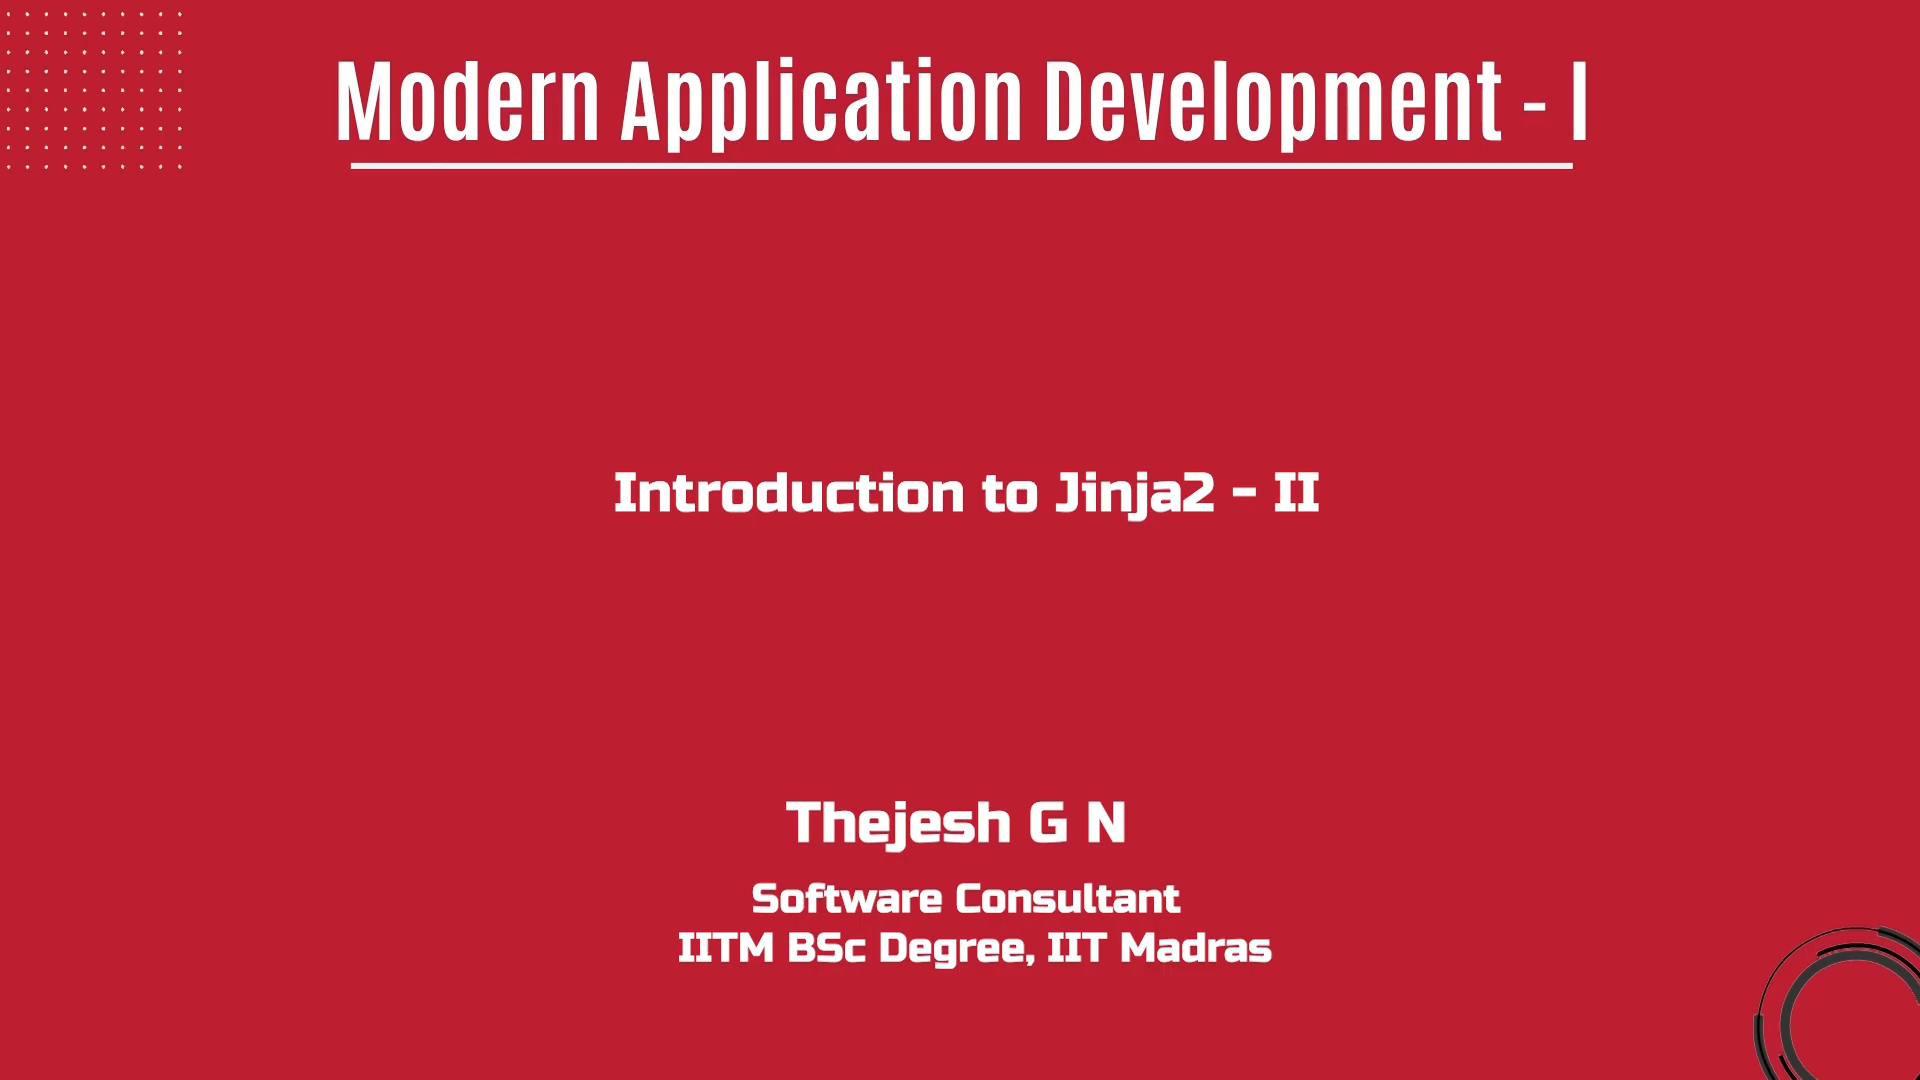 Modern Application Development - I
Introduction to Jinja2 - II
Thejesh G N
Software Consultant
IITM BSc Degree, IIT Madras